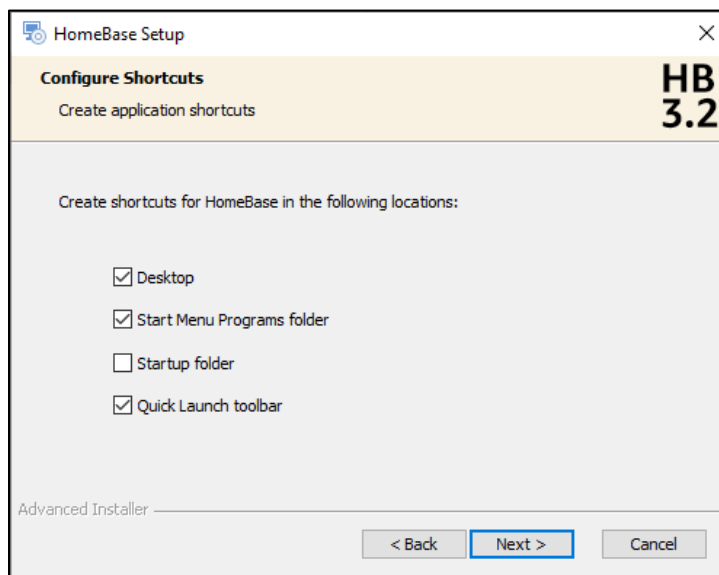 HomeBase Setup
Configure Shortcuts
Create application shortcuts
HB
3.2
Create shortcuts for HomeBase in the following locations:
Desktop
Start Menu Programs folder
Startup folder
Quick Launch toolbar
Advanced Installer
< Back
Next >
Cancel